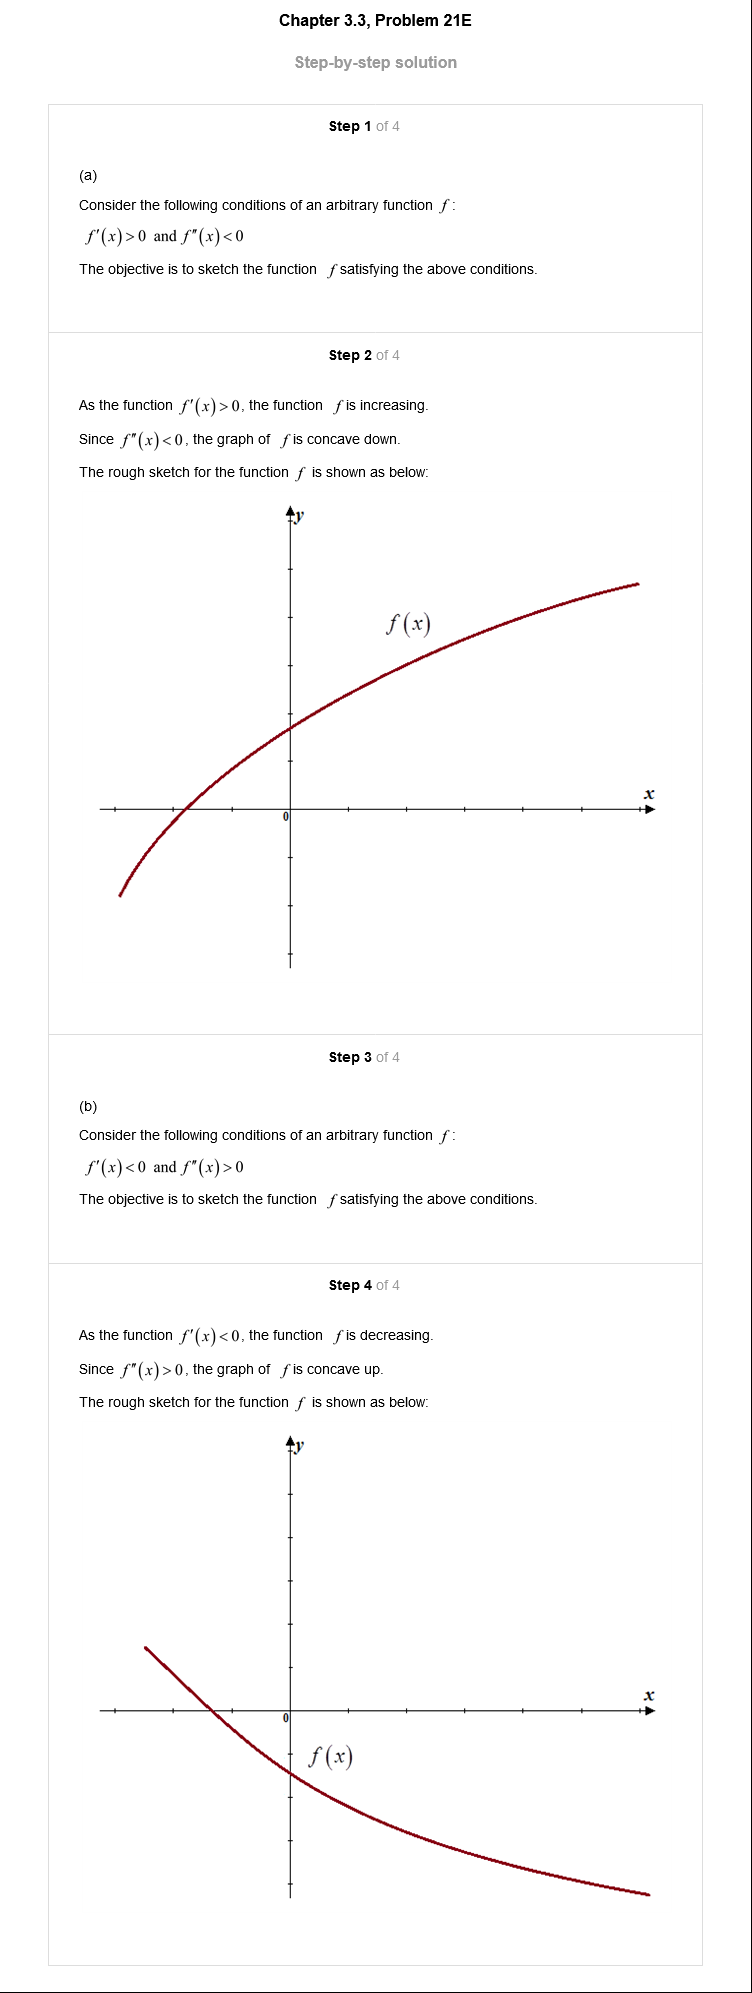 Chapter 3.3, Problem 21E
Step-by-step solution
Step 1 of 4
(a)
Consider the following conditions of an arbitrary function f :
f′(x)>0 and f″(x)<0
The objective is to sketch the function f satisfying the above conditions.
Step 2 of 4
As the function f′(x)>0, the function f is increasing.
Since f″(x)<0, the graph of f is concave down.
The rough sketch for the function f is shown as below:
y
f(x)
x
0
Step 3 of 4
(b)
Consider the following conditions of an arbitrary function f :
f′(x)<0 and f″(x)>0
The objective is to sketch the function f satisfying the above conditions.
Step 4 of 4
As the function f′(x)<0, the function f is decreasing.
Since f″(x)>0, the graph of f is concave up.
The rough sketch for the function f is shown as below:
y
x
0
f(x)